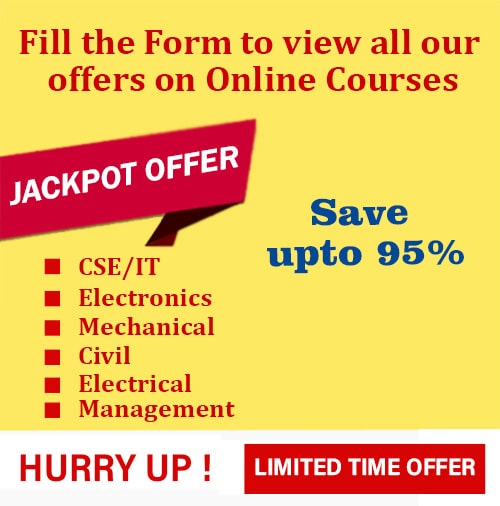 Fill the Form to view all our
offers on Online Courses
JACKPOT OFFER
Save
upto 95%
CSE/IT
Electronics
Mechanical
Civil
Electrical
Management
HURRY UP !
LIMITED TIME OFFER